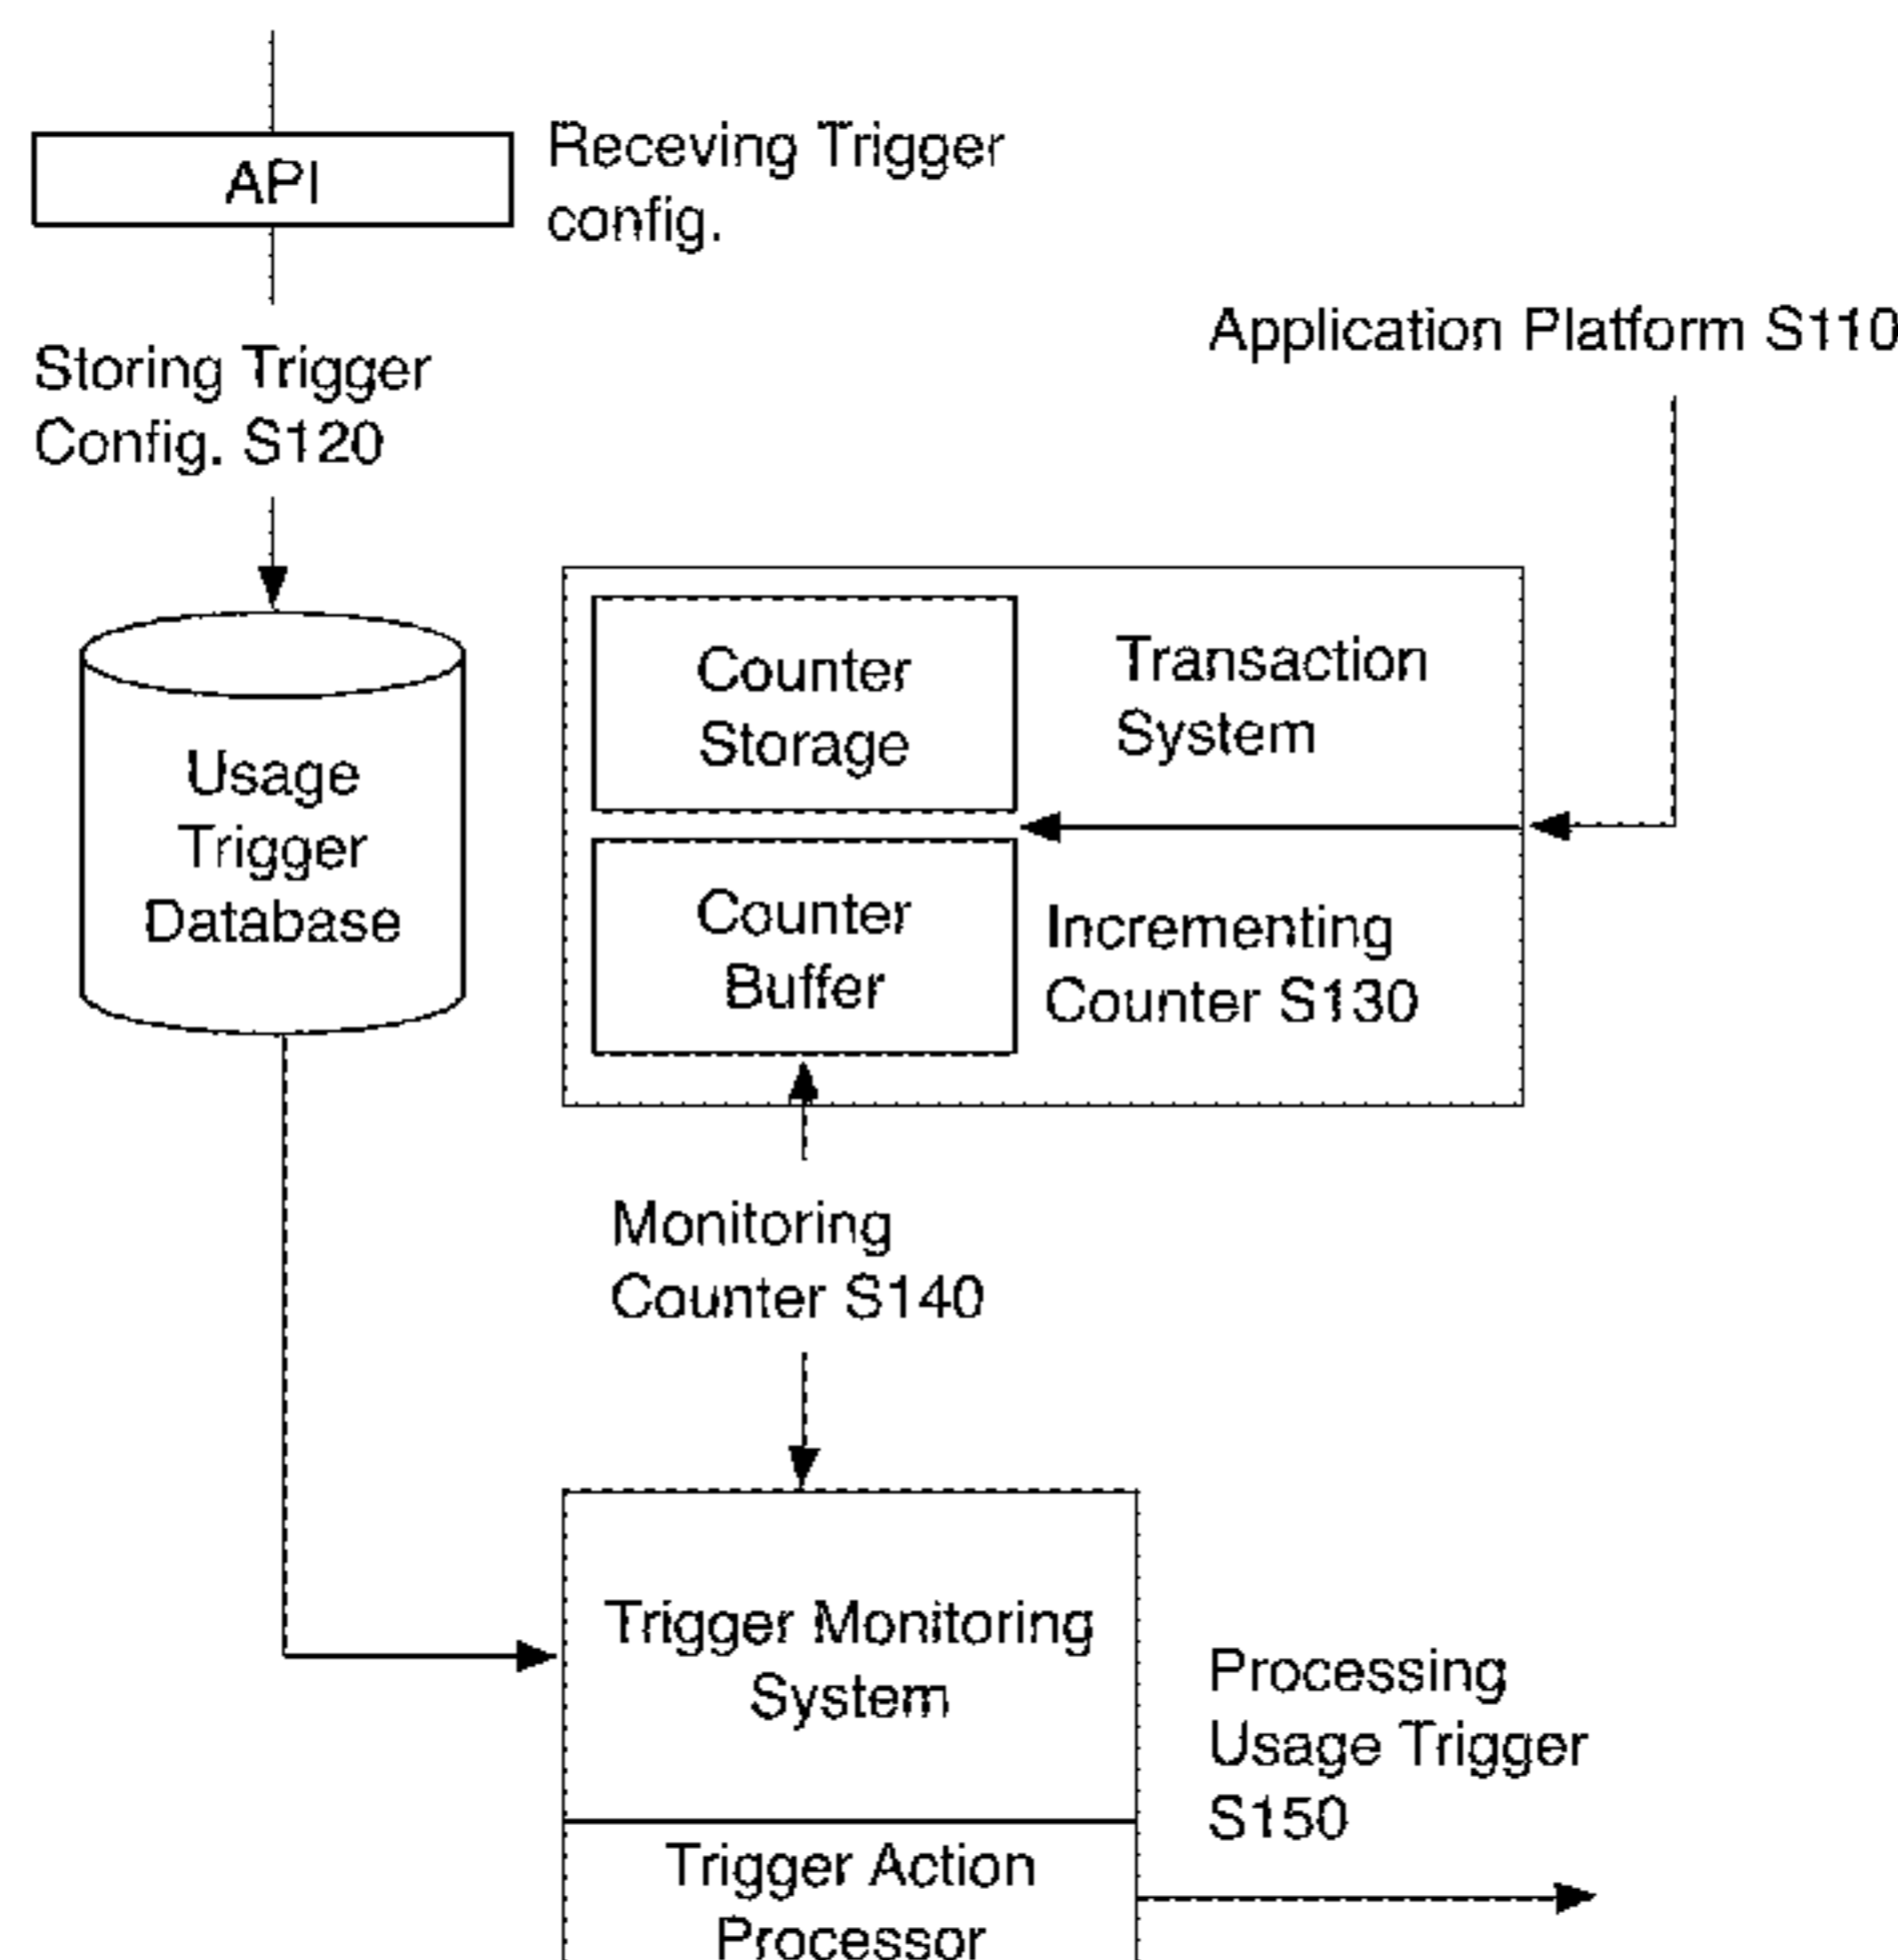 API
Receving Trigger
config.
Storing Trigger
Config. S120
Application Platform S110
Usage
Trigger
Database
Counter
Storage
Transaction
System
Counter
Buffer
Incrementing
Counter S130
Monitoring
Counter S140
Trigger Monitoring
System
Processing
Usage Trigger
S150
Trigger Action
Processor